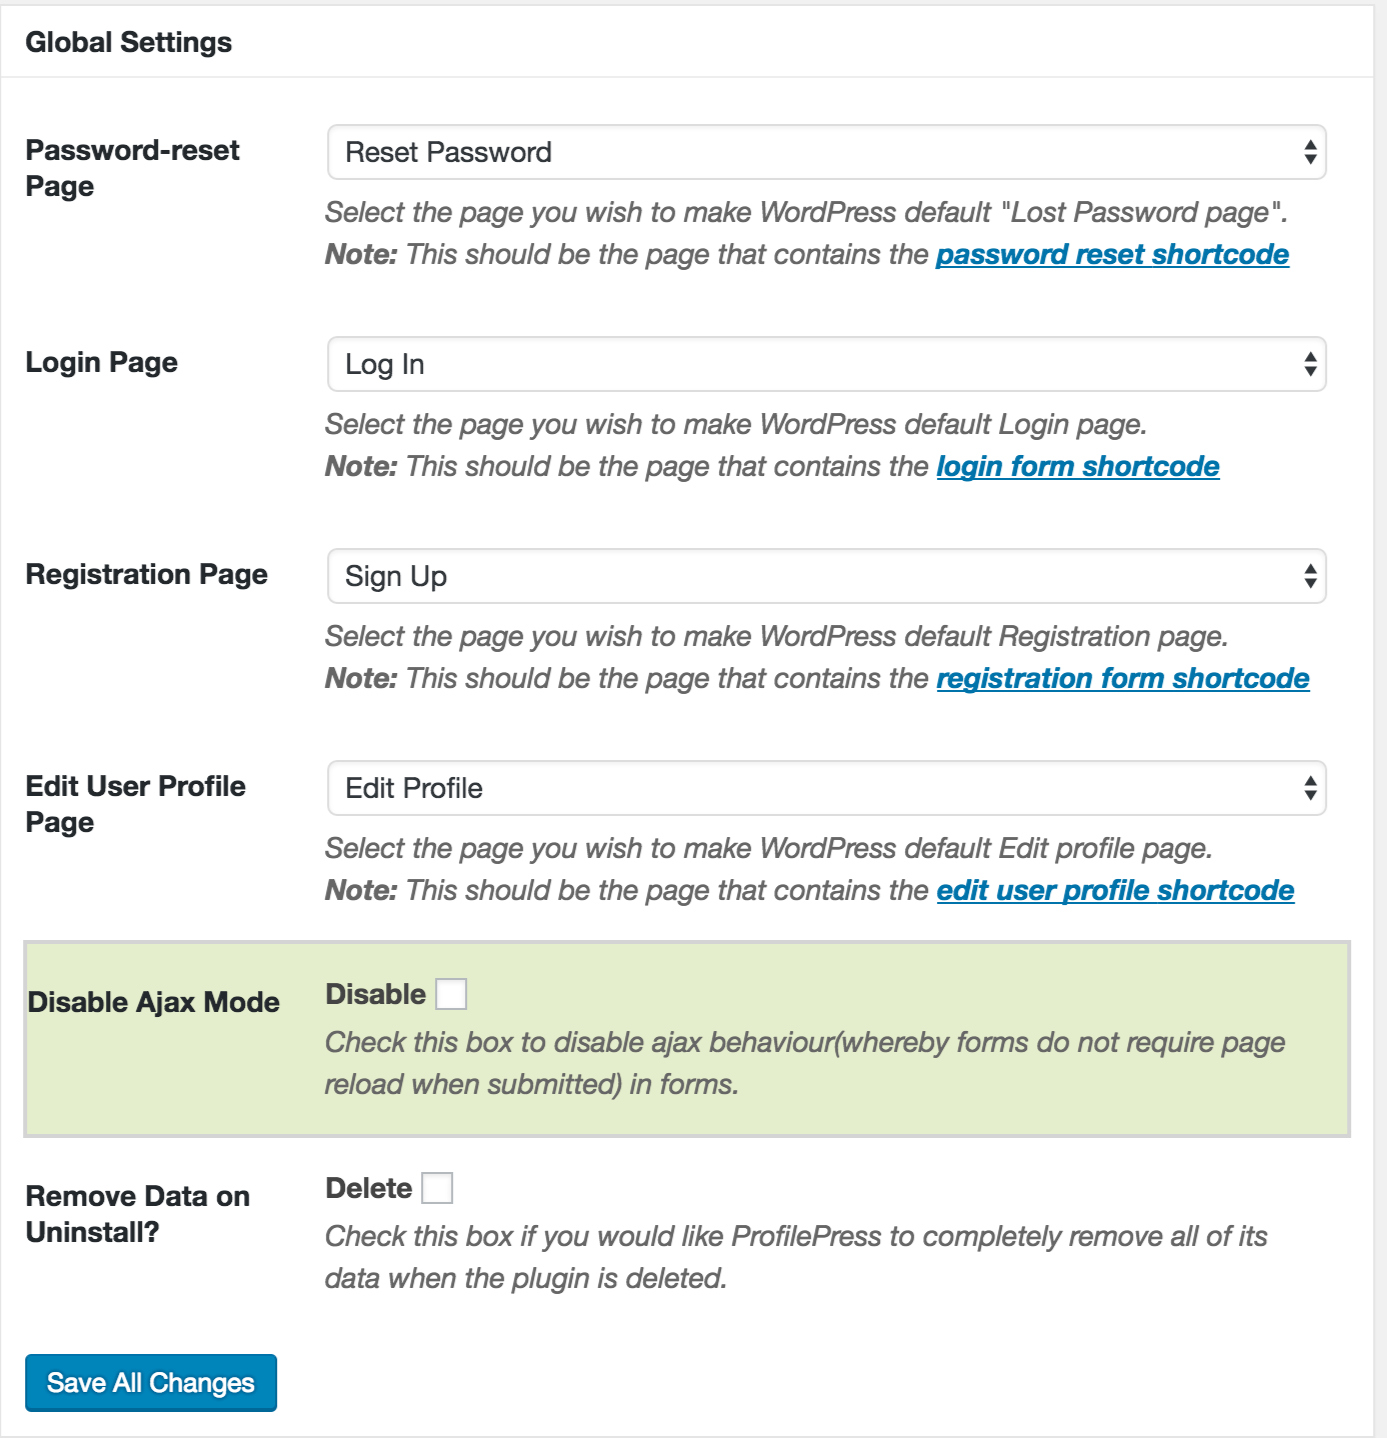 Global Settings
Password-reset
Page
Reset Password
Select the page you wish to make WordPress default "Lost Password page".
Note: This should be the page that contains the password reset shortcode
Login Page
Log In
Select the page you wish to make WordPress default Login page.
Note: This should be the page that contains the login form shortcode
Registration Page
Sign Up
Select the page you wish to make WordPress default Registration page.
Note: This should be the page that contains the registration form shortcode
Edit User Profile
Page
Edit Profile
Select the page you wish to make WordPress default Edit profile page.
Note: This should be the page that contains the edit user profile shortcode
Disable Ajax Mode
Disable
Check this box to disable ajax behaviour(whereby forms do not require page
reload when submitted) in forms.
Remove Data on
Uninstall?
Delete
Check this box if you would like ProfilePress to completely remove all of its
data when the plugin is deleted.
Save All Changes